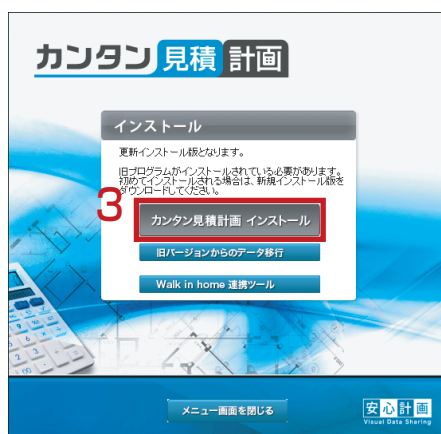 カンタン見積計画
インストール
更新インストール版となります。
旧プログラムがインストールされている必要があります。
初めてインストールされる場合は、新規インストール版を
ダウンロードしてください。
3
カンタン見積計画 インストール
旧バージョンからのデータ移行
Walk in home 連携ツール
メニュー画面を閉じる
安心計画
Visual Data Sharing